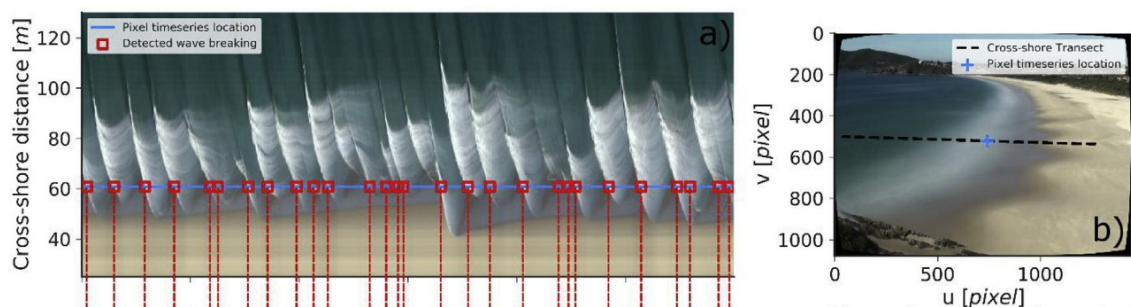 Cross-shore distance [m]
120
100
80
60
40
Pixel timeseries location
Detected wave breaking
a)
v [pixel]
0
200
400
600
800
1000
Cross-shore Transect
Pixel timeseries location
b)
0
500
1000
u [pixel]